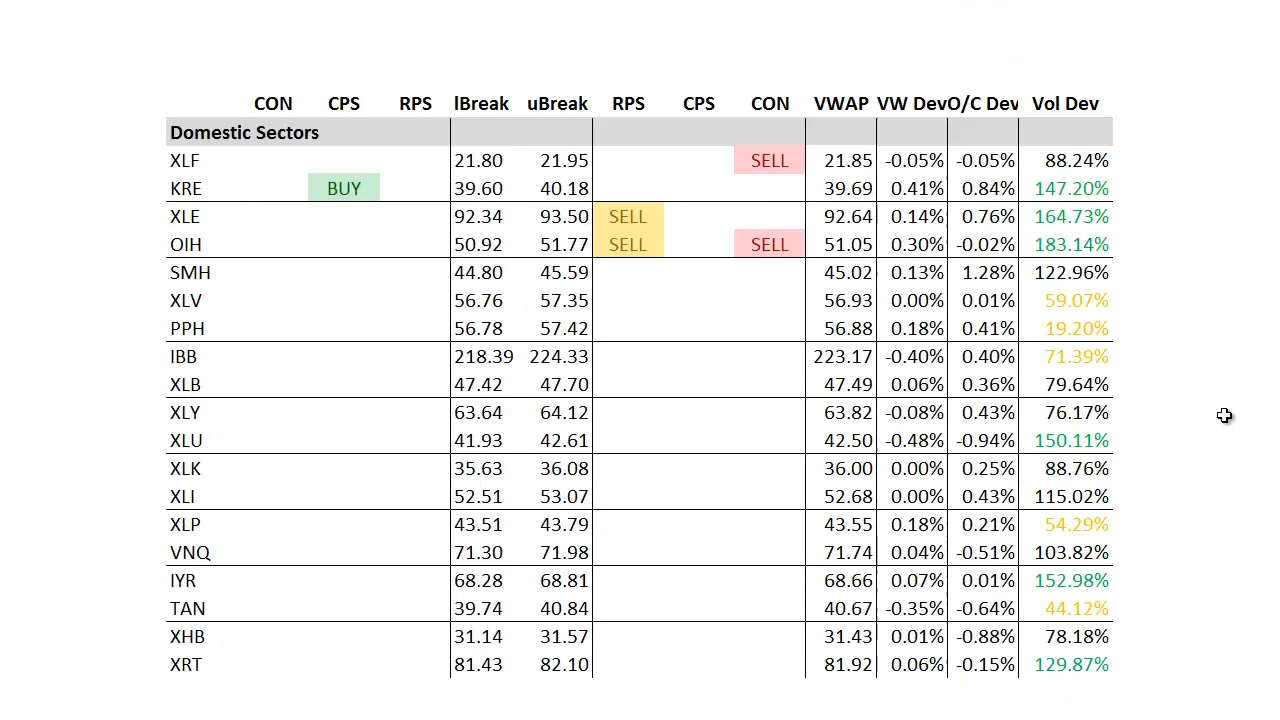 CON CPS RPS lBreak uBreak RPS CPS CON VWAP VW Dev O/C Dev Vol Dev
Domestic Sectors
XLF 21.80 21.95 SELL 21.85 -0.05% -0.05% 88.24%
KRE BUY 39.60 40.18 39.69 0.41% 0.84% 147.20%
XLE 92.34 93.50 SELL 92.64 0.14% 0.76% 164.73%
OIH 50.92 51.77 SELL SELL 51.05 0.30% -0.02% 183.14%
SMH 44.80 45.59 45.02 0.13% 1.28% 122.96%
XLV 56.76 57.35 56.93 0.00% 0.01% 59.07%
PPH 56.78 57.42 56.88 0.18% 0.41% 19.20%
IBB 218.39 224.33 223.17 -0.40% 0.40% 71.39%
XLB 47.42 47.70 47.49 0.06% 0.36% 79.64%
XLY 63.64 64.12 63.82 -0.08% 0.43% 76.17%
XLU 41.93 42.61 42.50 -0.48% -0.94% 150.11%
XLK 35.63 36.08 36.00 0.00% 0.25% 88.76%
XLI 52.51 53.07 52.68 0.00% 0.43% 115.02%
XLP 43.51 43.79 43.55 0.18% 0.21% 54.29%
VNQ 71.30 71.98 71.74 0.04% -0.51% 103.82%
IYR 68.28 68.81 68.66 0.07% 0.01% 152.98%
TAN 39.74 40.84 40.67 -0.35% -0.64% 44.12%
XHB 31.14 31.57 31.43 0.01% -0.88% 78.18%
XRT 81.43 82.10 81.92 0.06% -0.15% 129.87%